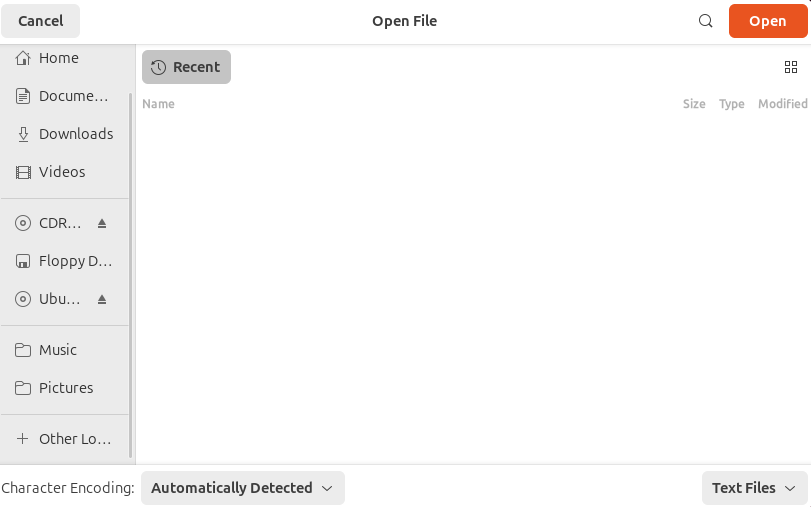 Cancel Open File Open
Home
Docume…
Downloads
Videos
CDR…
Floppy D…
Ubu…
Music
Pictures
Other Lo…
Recent
Name Size Type Modified
Character Encoding: Automatically Detected Text Files